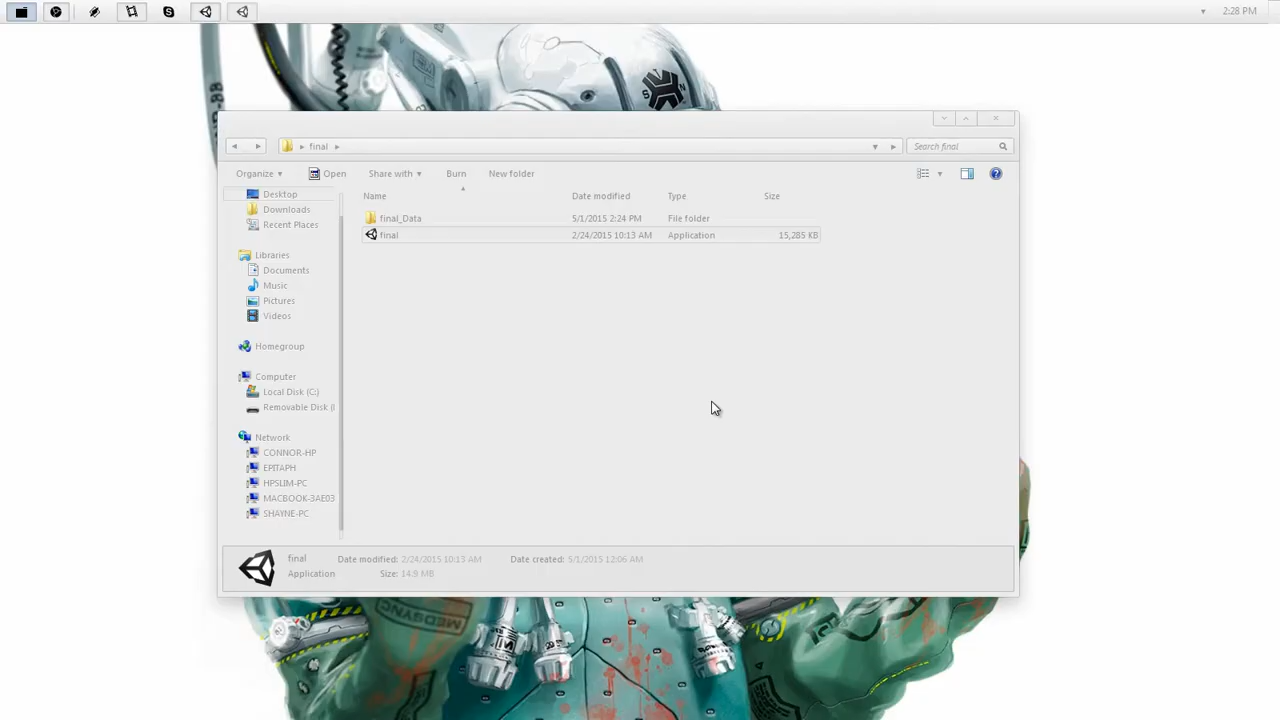 2:28 PM
final
Search final
Organize Open Share with Burn New folder
Name Date modified Type Size
Desktop
Downloads
Recent Places
Libraries
Documents
Music
Pictures
Videos
Homegroup
Computer
Local Disk (C:)
Removable Disk (I
Network
CONNOR-HP
EPITAPH
HPSLIM-PC
MACBOOK-3AE03
SHAYNE-PC
final_Data 5/1/2015 2:24 PM File folder
final 2/24/2015 10:13 AM Application 15,285 KB
final Date modified: 2/24/2015 10:13 AM Date created: 5/1/2015 12:06 AM
Application Size: 14.9 MB
S N
MEDSYNC